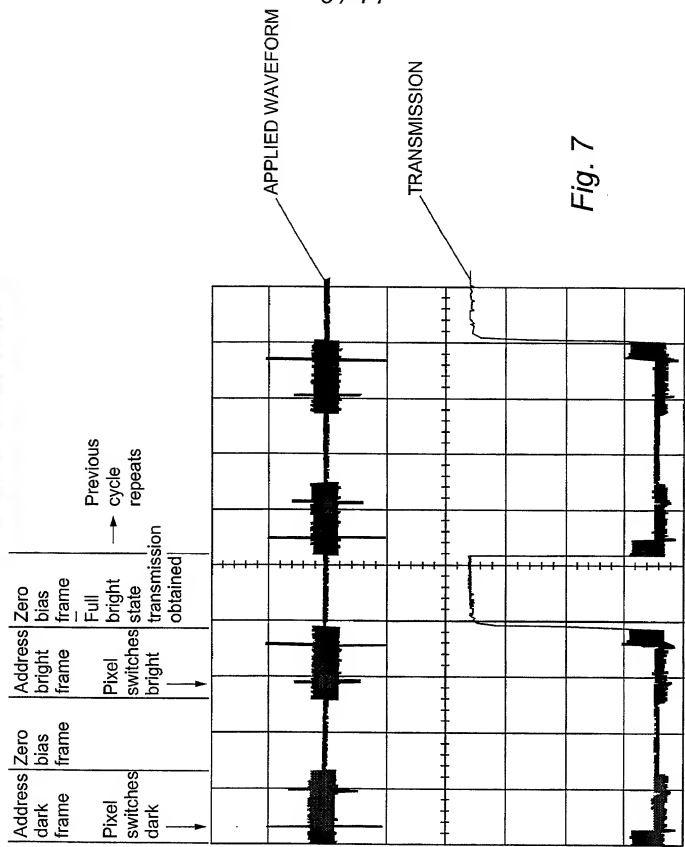 Address
dark
frame
Pixel
switches
dark
Zero
bias
frame
Address
bright
frame
Pixel
switches
bright
Zero
bias
frame
–
Full
bright
state
transmission
obtained
Previous
→ cycle
repeats
APPLIED WAVEFORM
TRANSMISSION
Fig. 7